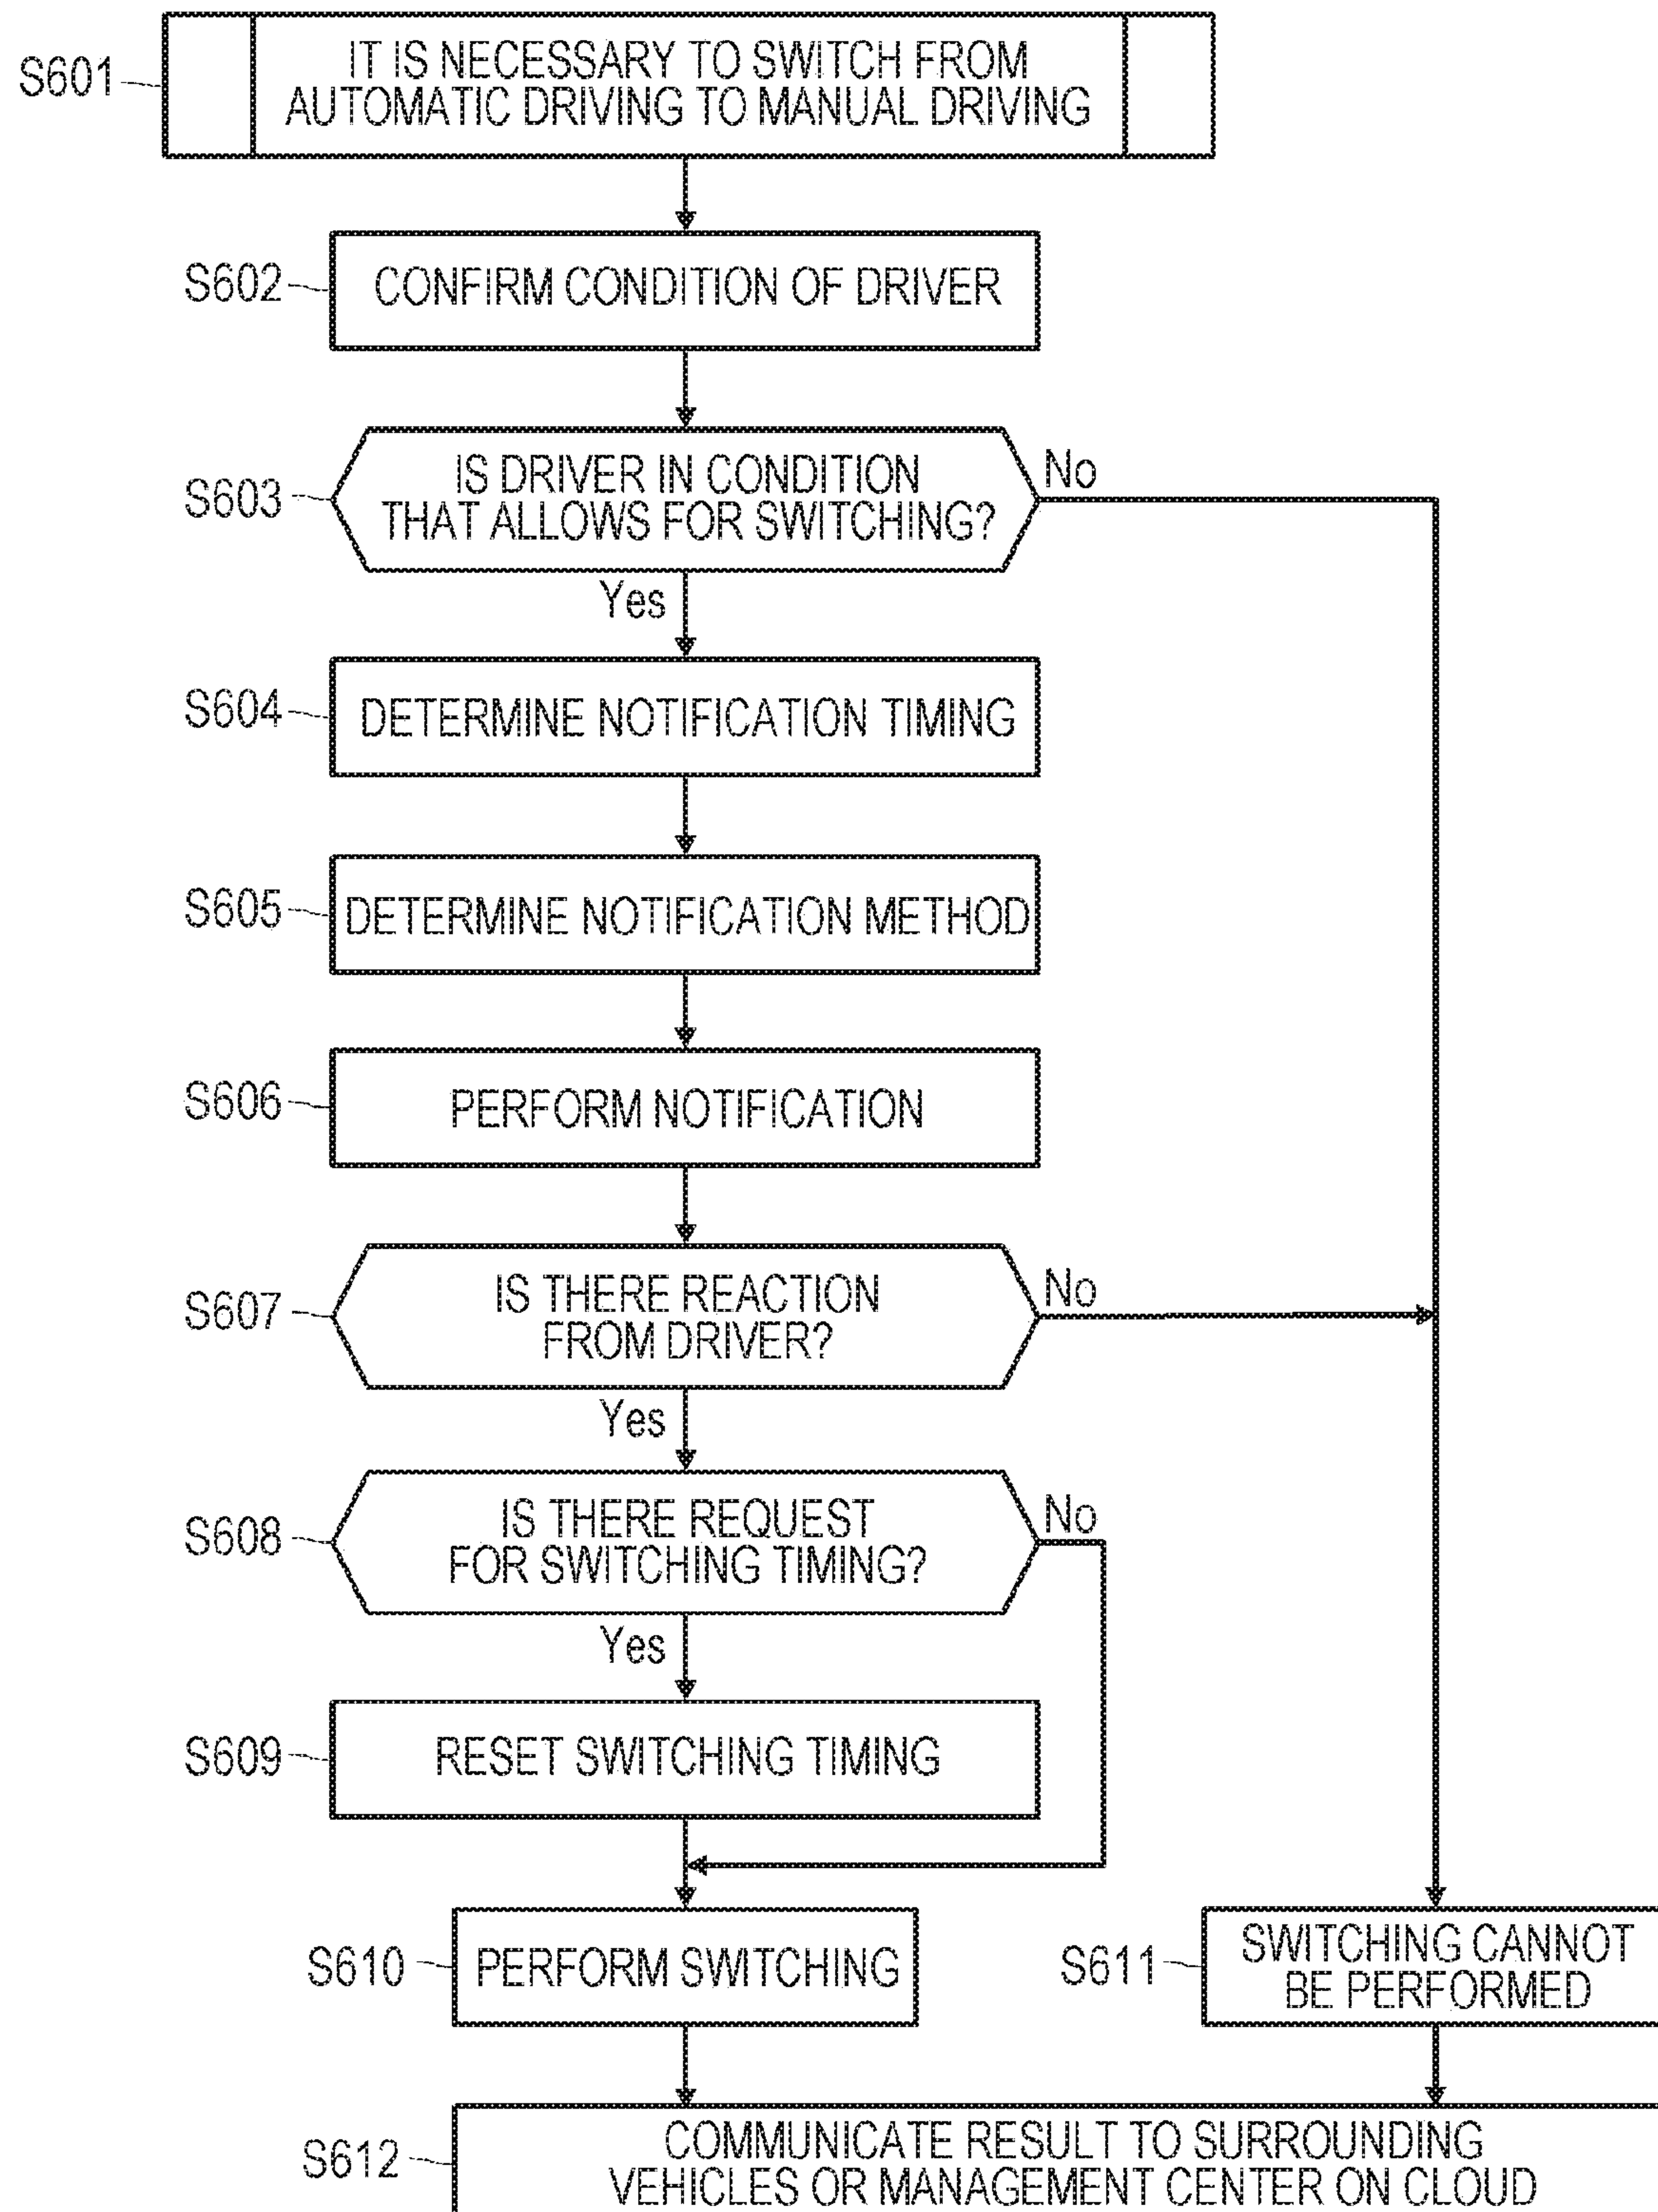 S601
IT IS NECESSARY TO SWITCH FROM
AUTOMATIC DRIVING TO MANUAL DRIVING
S602
CONFIRM CONDITION OF DRIVER
S603
IS DRIVER IN CONDITION
THAT ALLOWS FOR SWITCHING?
No
Yes
S604
DETERMINE NOTIFICATION TIMING
S605
DETERMINE NOTIFICATION METHOD
S606
PERFORM NOTIFICATION
S607
IS THERE REACTION
FROM DRIVER?
No
Yes
S608
IS THERE REQUEST
FOR SWITCHING TIMING?
No
Yes
S609
RESET SWITCHING TIMING
S610
PERFORM SWITCHING
S611
SWITCHING CANNOT
BE PERFORMED
S612
COMMUNICATE RESULT TO SURROUNDING
VEHICLES OR MANAGEMENT CENTER ON CLOUD